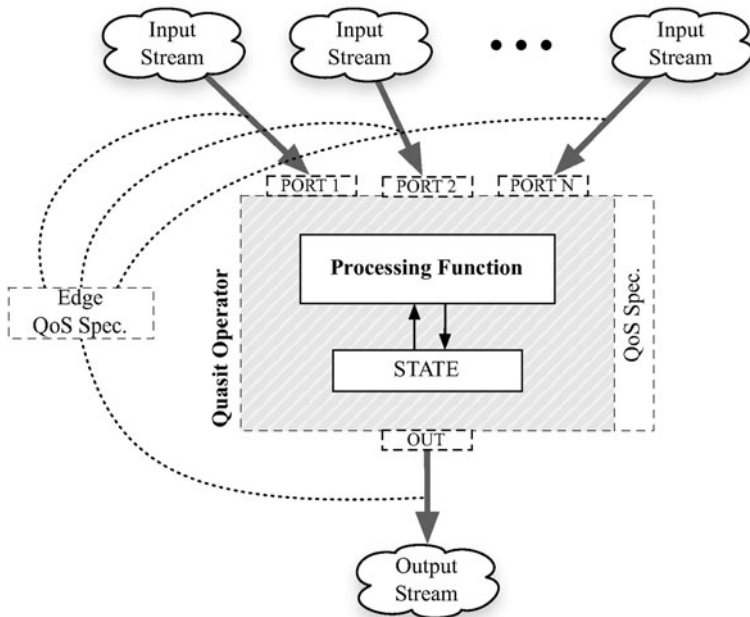 Input
Stream
Input
Stream
Input
Stream
PORT 1
PORT 2
PORT N
Processing Function
STATE
Quasit Operator
QoS Spec.
Edge
QoS Spec.
OUT
Output
Stream